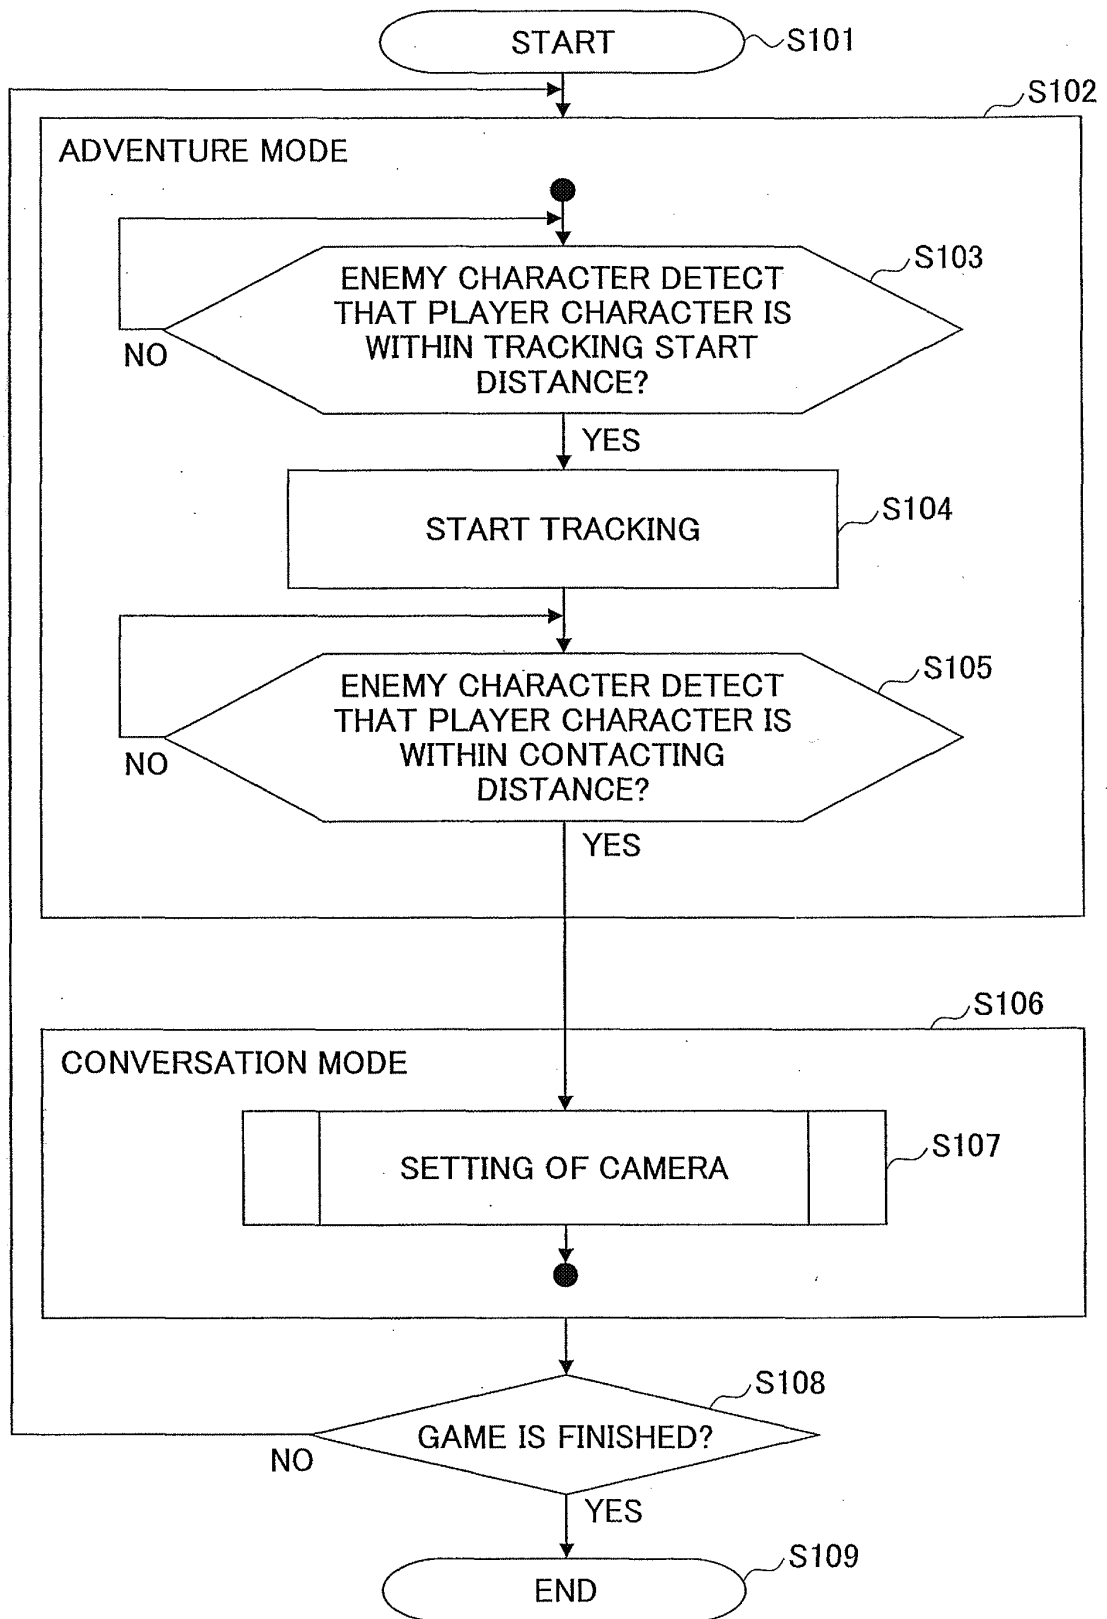 START
S101
S102
ADVENTURE MODE
S103
ENEMY CHARACTER DETECT
THAT PLAYER CHARACTER IS
WITHIN TRACKING START
DISTANCE?
NO
YES
START TRACKING
S104
S105
ENEMY CHARACTER DETECT
THAT PLAYER CHARACTER IS
WITHIN CONTACTING
DISTANCE?
NO
YES
S106
CONVERSATION MODE
SETTING OF CAMERA
S107
S108
GAME IS FINISHED?
NO
YES
S109
END